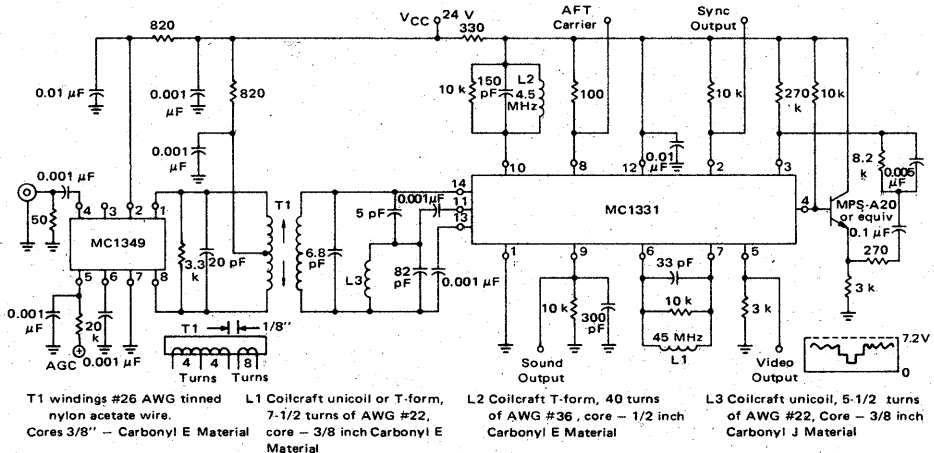 V_CC 24 V
820
330
AFT
Carrier
Sync
Output
0.01 µF
0.001
µF
820
0.001
µF
10 k
150
pF
L2
4.5
MHz
100
0.01
µF
10 k
270
k
10k
8.2
k
0.005
µF
0.001 µF
50
4
3
2
1
MC1349
5
6
7
8
0.001
µF
20
k
AGC
0.001 µF
3.3
k
20 pF
T1
6.8
pF
5 pF
L3
82
pF
0.001µF
0.001 µF
14
11
13
10
8
12
2
3
MC1331
4
1
9
6
7
5
MPS-A20
or equiv
0.1 µF
270
3 k
10k
300
pF
Sound
Output
33 pF
10 k
45 MHz
L1
3 k
Video
Output
7.2V
0
T1
1/8"
4
4
8
Turns
Turns
T1 windings #26 AWG tinned
nylon acetate wire.
Cores 3/8" — Carbonyl E Material
L1 Coilcraft unicoil or T-form,
7-1/2 turns of AWG #22,
core — 3/8 inch Carbonyl E
Material
L2 Coilcraft T-form, 40 turns
of AWG #36, core — 1/2 inch
Carbonyl E Material
L3 Coilcraft unicoil, 5-1/2 turns
of AWG #22, Core — 3/8 inch
Carbonyl J Material